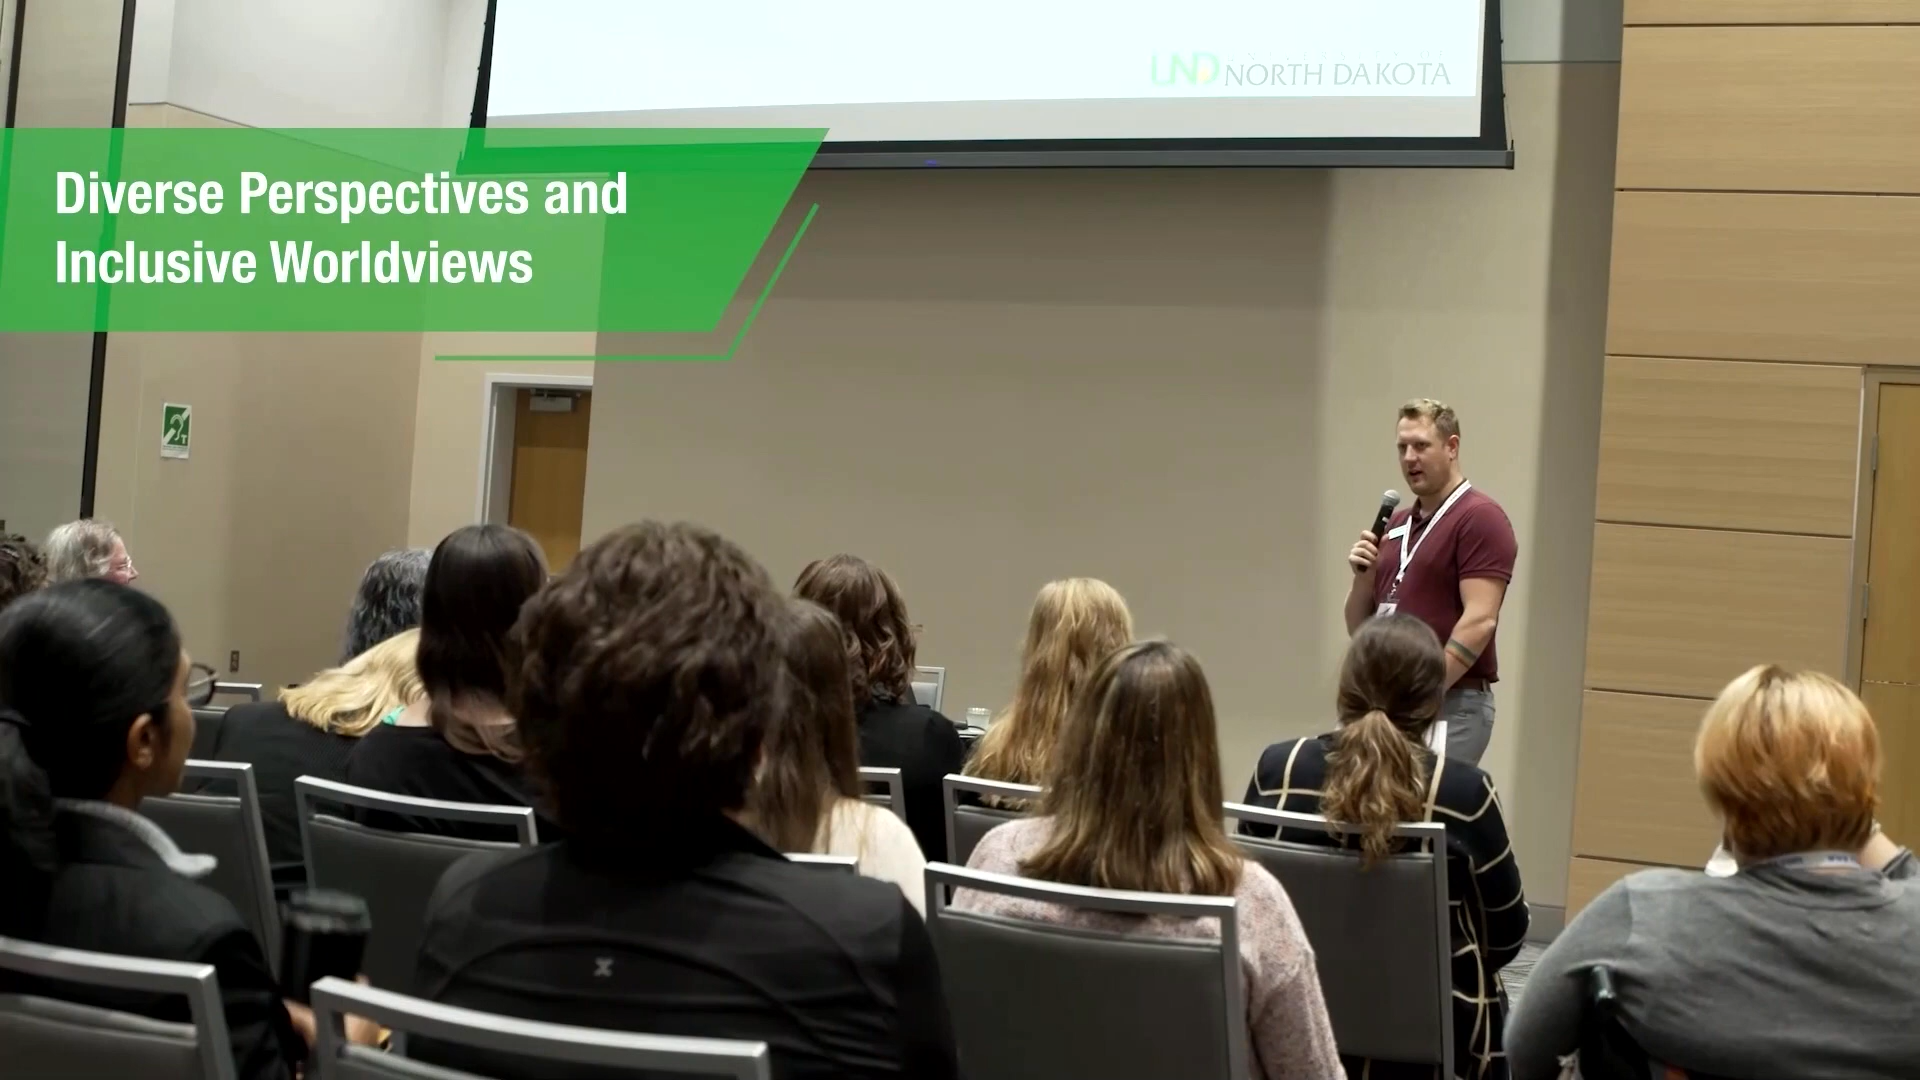 UND NORTH DAKOTA
Diverse Perspectives and
Inclusive Worldviews
T